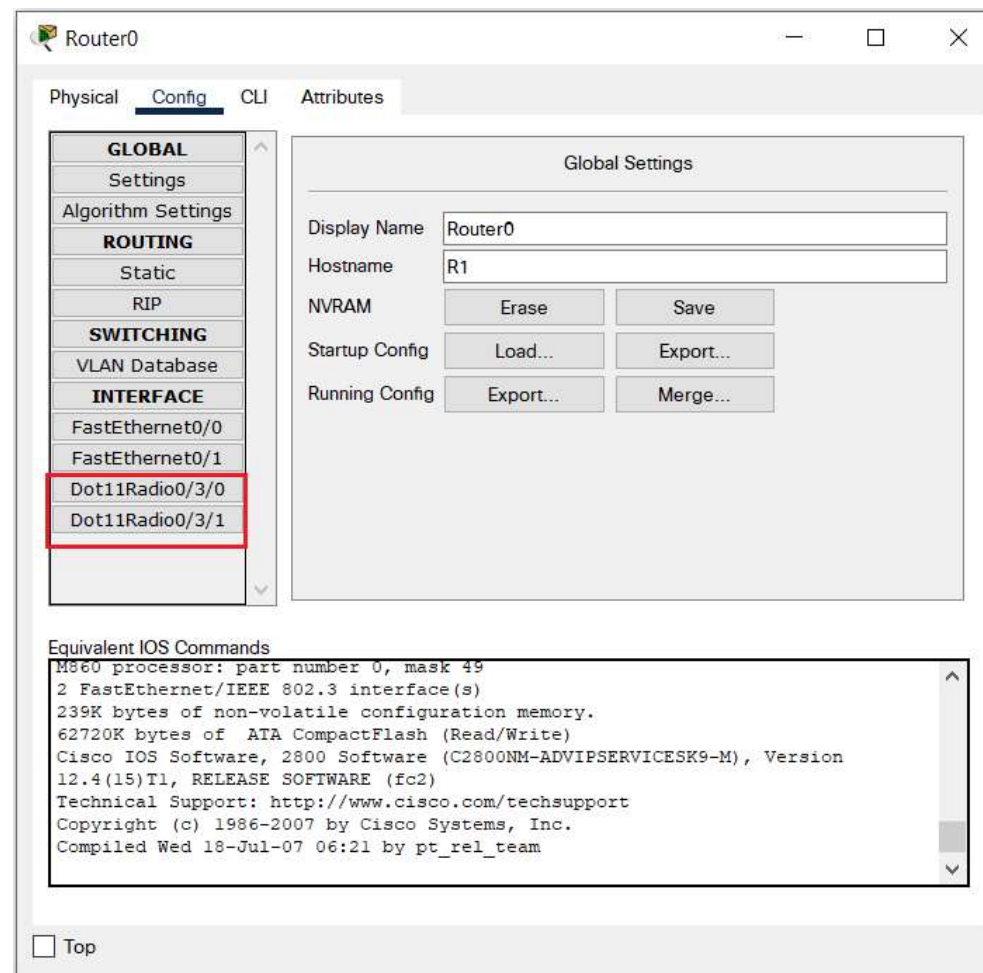 Router0
Physical Config CLI Attributes
GLOBAL
Settings
Algorithm Settings
ROUTING
Static
RIP
SWITCHING
VLAN Database
INTERFACE
FastEthernet0/0
FastEthernet0/1
Dot11Radio0/3/0
Dot11Radio0/3/1
Global Settings
Display Name Router0
Hostname R1
NVRAM Erase Save
Startup Config Load... Export...
Running Config Export... Merge...
Equivalent IOS Commands
M860 processor: part number 0, mask 49
2 FastEthernet/IEEE 802.3 interface(s)
239K bytes of non-volatile configuration memory.
62720K bytes of ATA CompactFlash (Read/Write)
Cisco IOS Software, 2800 Software (C2800NM-ADVIPSERVICESK9-M), Version
12.4(15)T1, RELEASE SOFTWARE (fc2)
Technical Support: http://www.cisco.com/techsupport
Copyright (c) 1986-2007 by Cisco Systems, Inc.
Compiled Wed 18-Jul-07 06:21 by pt_rel_team
Top